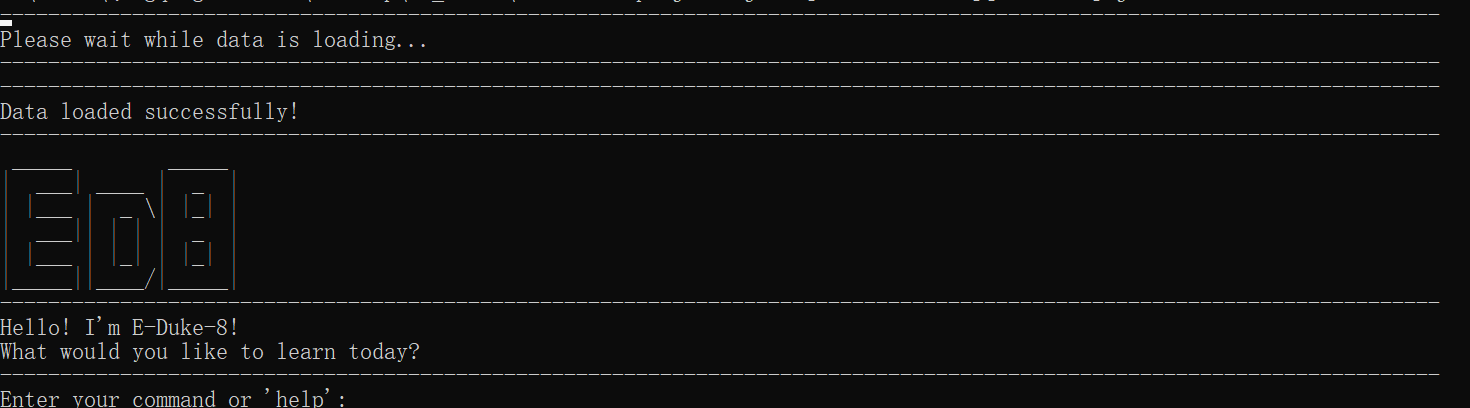 Please wait while data is loading...
Data loaded successfully!
ED8
Hello! I'm E-Duke-8!
What would you like to learn today?
Enter your command or 'help':